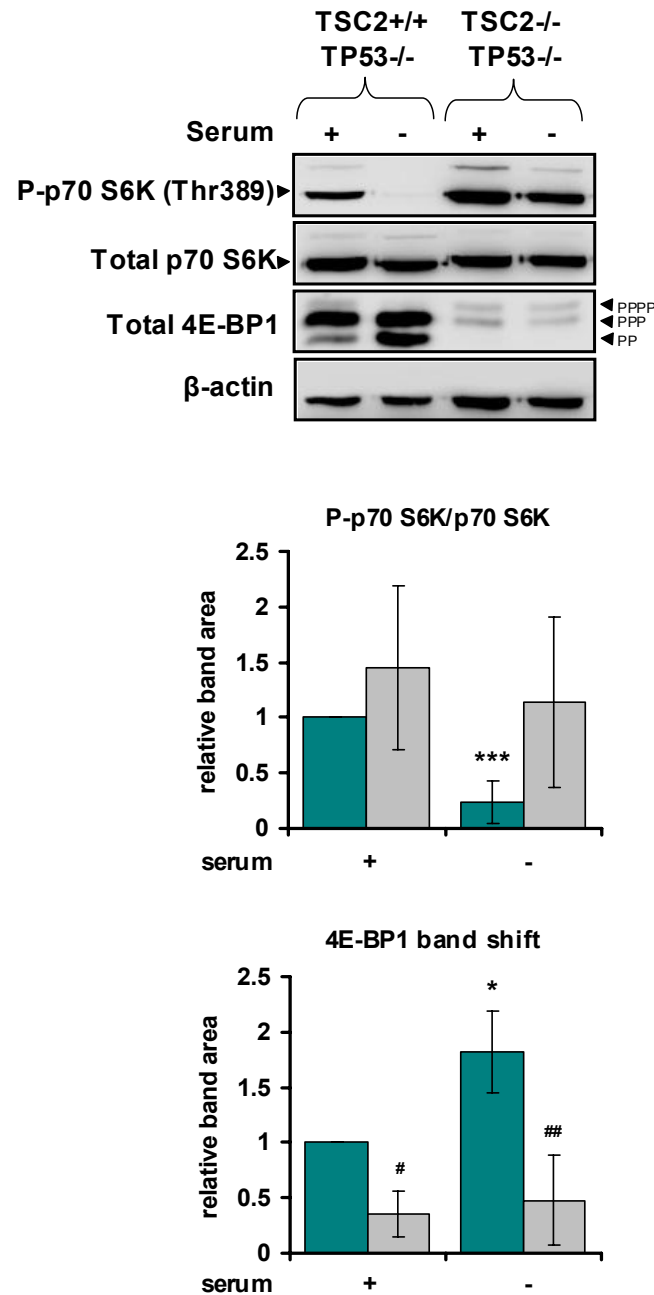 TSC2+/+ TSC2-/-
TP53-/- TP53-/-
Serum + - + -
P-p70 S6K (Thr389)
Total p70 S6K
Total 4E-BP1
PPPP
PPP
PP
β-actin
P-p70 S6K/p70 S6K
relative band area
2.5
2
1.5
1
0.5
0
***
serum + -
4E-BP1 band shift
relative band area
2.5
2
1.5
1
0.5
0
*
#
##
serum + -